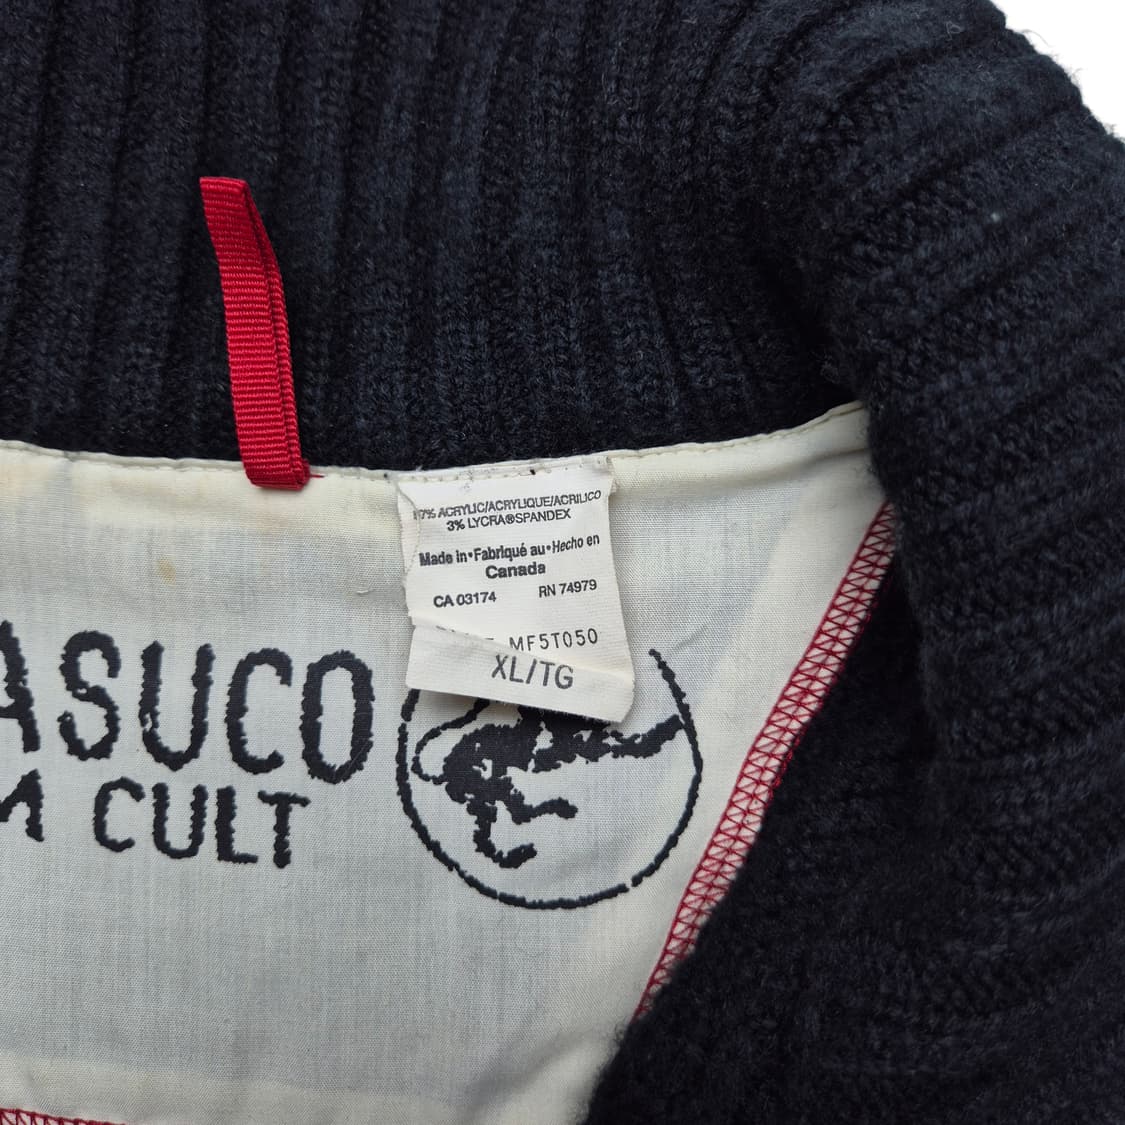 ACRYLIC/ACRYLIQUE/ACRILICO
3% LYCRA®SPANDEX
Made in•Fabriqué au•Hecho en
Canada
CA 03174 RN 74979
MF5T050
XL/TG
ASUCO
CULT